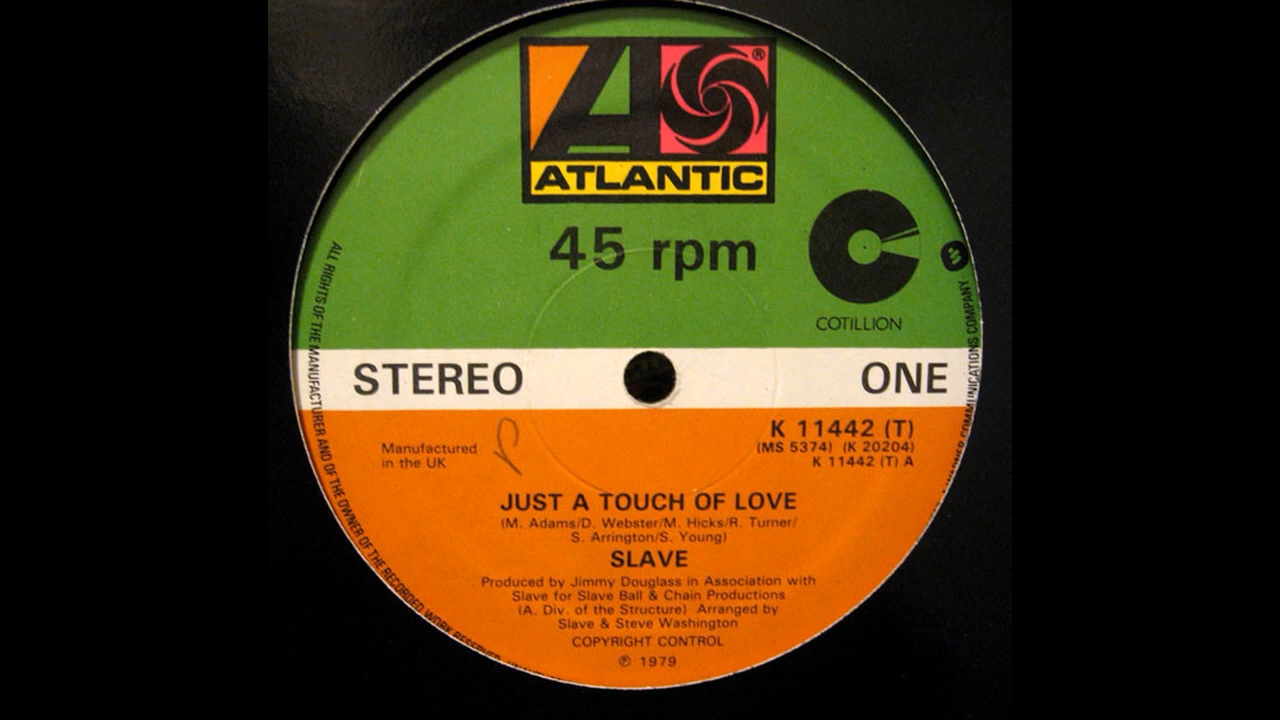 ATLANTIC
®
45 rpm
COTILLION
STEREO
ONE
K 11442 (T)
(MS 5374) (K 20204)
K 11442 (T) A
Manufactured
in the UK
JUST A TOUCH OF LOVE
(M. Adams/D. Webster/M. Hicks/R. Turner/
S. Arrington/S. Young)
SLAVE
Produced by Jimmy Douglass in Association with
Slave for Slave Ball & Chain Productions
(A. Div. of the Structure) Arranged by
Slave & Steve Washington
COPYRIGHT CONTROL
℗ 1979
ALL RIGHTS OF THE MANUFACTURER AND OF THE OWNER OF THE RECORDED WORK RESERVED
WARNER COMMUNICATIONS COMPANY